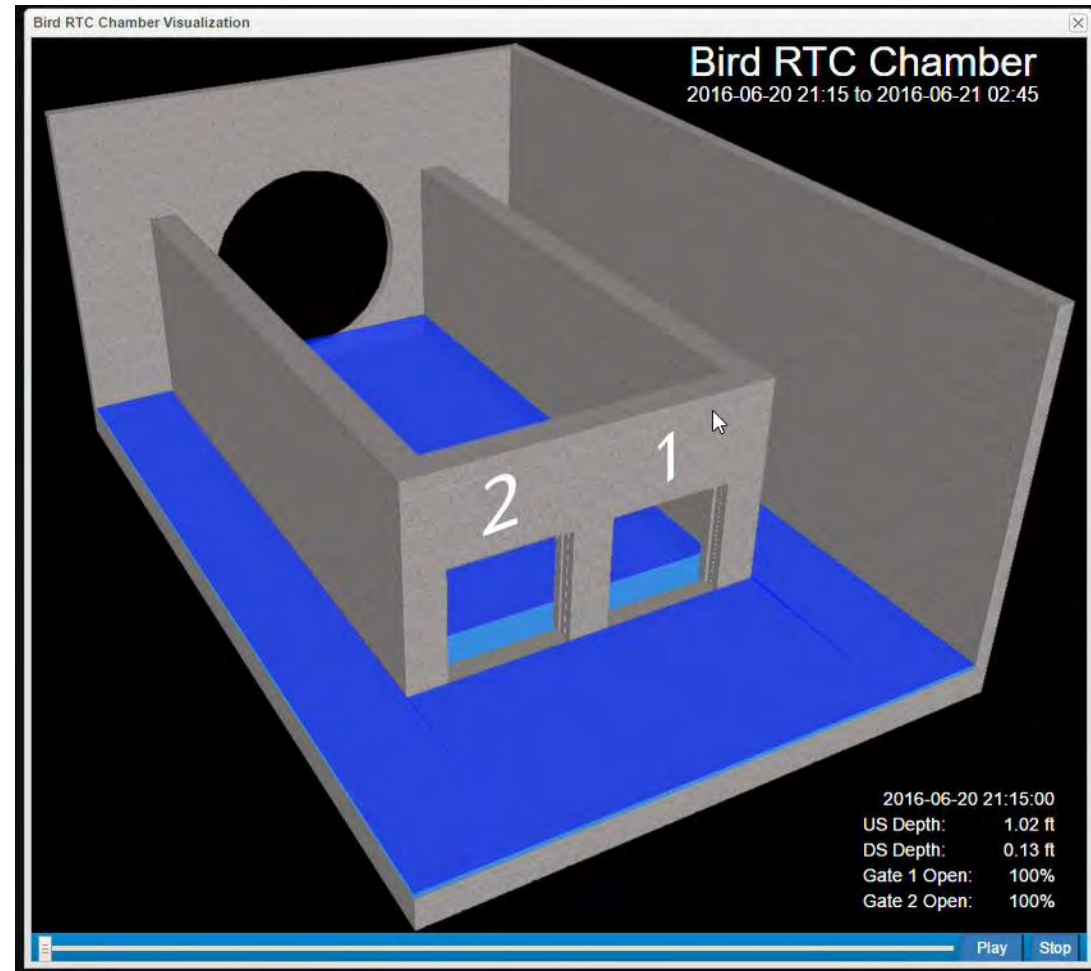 Bird RTC Chamber Visualization
Bird RTC Chamber
2016-06-20 21:15 to 2016-06-21 02:45
2
1
2016-06-20 21:15:00
US Depth: 1.02 ft
DS Depth: 0.13 ft
Gate 1 Open: 100%
Gate 2 Open: 100%
Play Stop